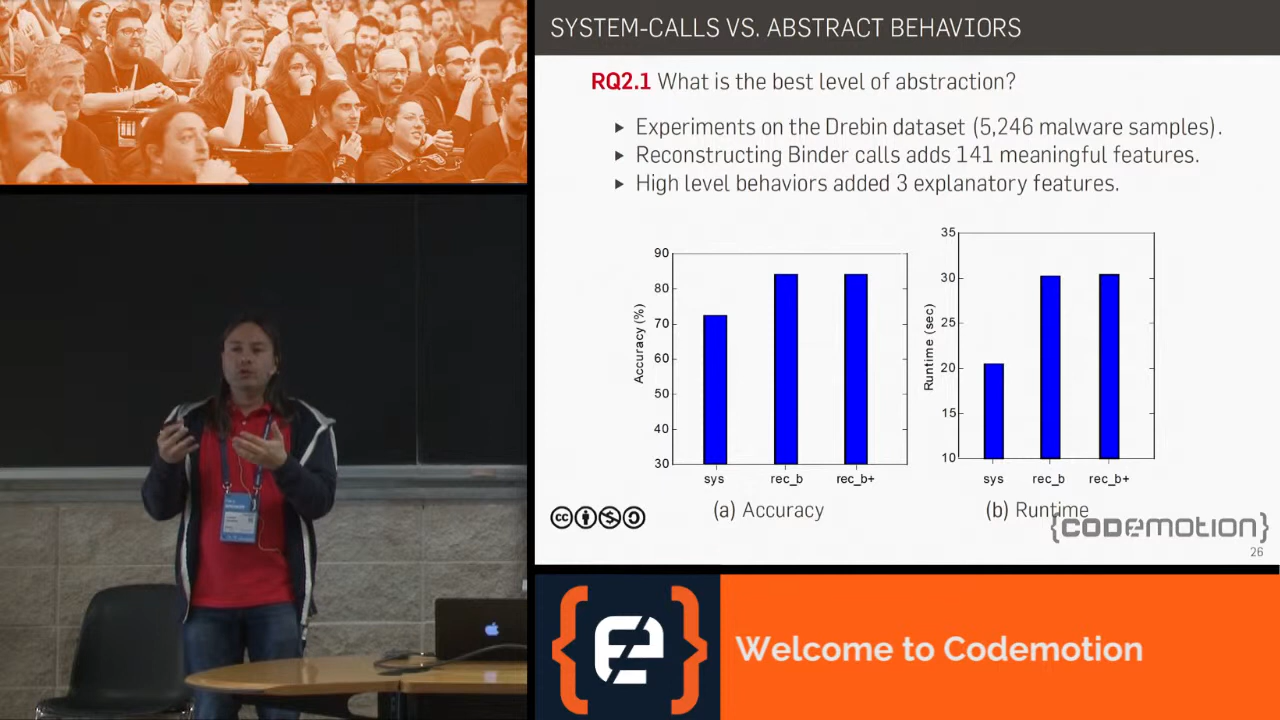 SYSTEM-CALLS VS. ABSTRACT BEHAVIORS
RQ2.1 What is the best level of abstraction?
▸ Experiments on the Drebin dataset (5,246 malware samples).
▸ Reconstructing Binder calls adds 141 meaningful features.
▸ High level behaviors added 3 explanatory features.
Accuracy (%)
90
80
70
60
50
40
30
sys rec_b rec_b+
(a) Accuracy
Runtime (sec)
35
30
25
20
15
10
sys rec_b rec_b+
(b) Runtime
cc
{CODEMOTION}
26
Welcome to Codemotion